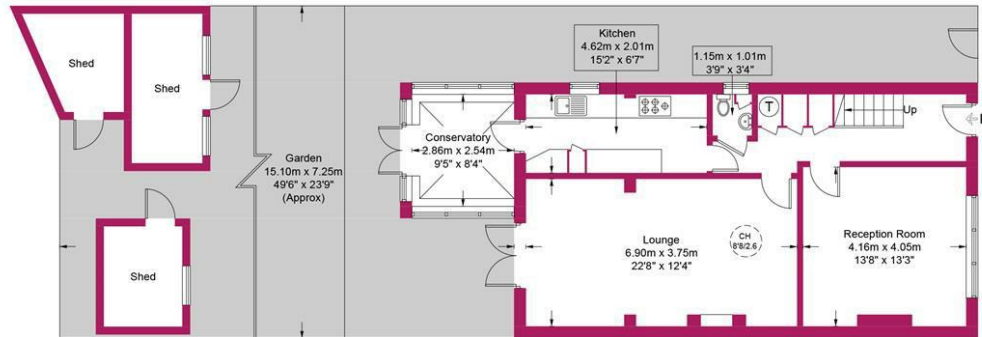 Shed
Shed
Shed
Garden
15.10m x 7.25m
49'6" x 23'9"
(Approx)
Conservatory
2.86m x 2.54m
9'5" x 8'4"
Kitchen
4.62m x 2.01m
15'2" x 6'7"
1.15m x 1.01m
3'9" x 3'4"
T
Up
Lounge
6.90m x 3.75m
22'8" x 12'4"
CH
8'8/2.6
Reception Room
4.16m x 4.05m
13'8" x 13'3"